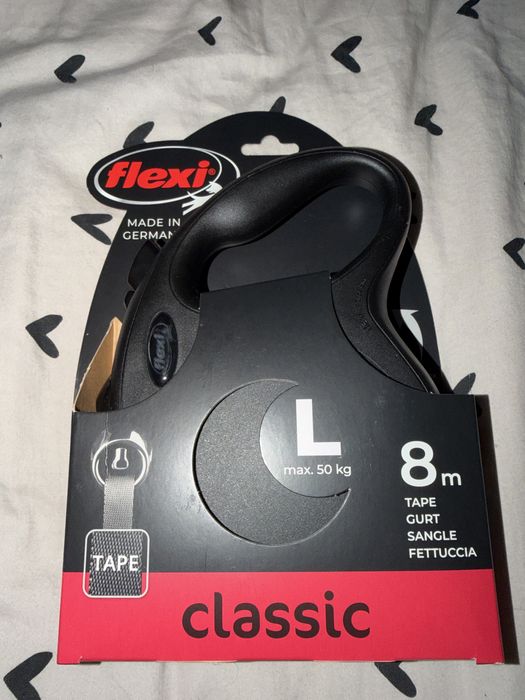 flexi®
MADE IN
GERMAN
flexi
L
max. 50 kg
8m
TAPE
GURT
SANGLE
FETTUCCIA
TAPE
classic